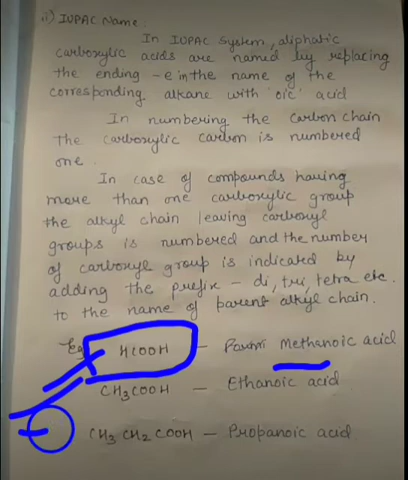 ii) IUPAC Name:
In IUPAC system, aliphatic
carboxylic acids are named by replacing
the ending -e in the name of the
corresponding alkane with 'oic' acid
In numbering the carbon chain
the carboxylic carbon is numbered
one.
In case of compounds having
more than one carboxylic group
the alkyl chain leaving carboxyl
groups is numbered and the number
of carboxyl group is indicated by
adding the prefix - di, tri, tetra etc.
to the name of parent alkyl chain.
Eg HCOOH - Methanoic acid
CH3COOH - Ethanoic acid
CH3 CH2 COOH - Propanoic acid